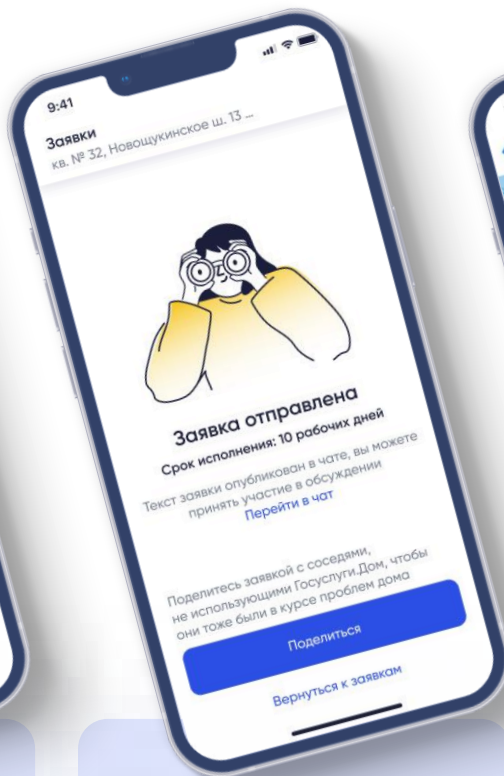 9:41
Заявки
кв. № 32, Новощукинское ш. 13 ...
Заявка отправлена
Срок исполнения: 10 рабочих дней
Текст заявки опубликован в чате, вы можете
принять участие в обсуждении
Перейти в чат
Поделитесь заявкой с соседями,
не использующими Госуслуги.Дом, чтобы
они тоже были в курсе проблем дома
Поделиться
Вернуться к заявкам